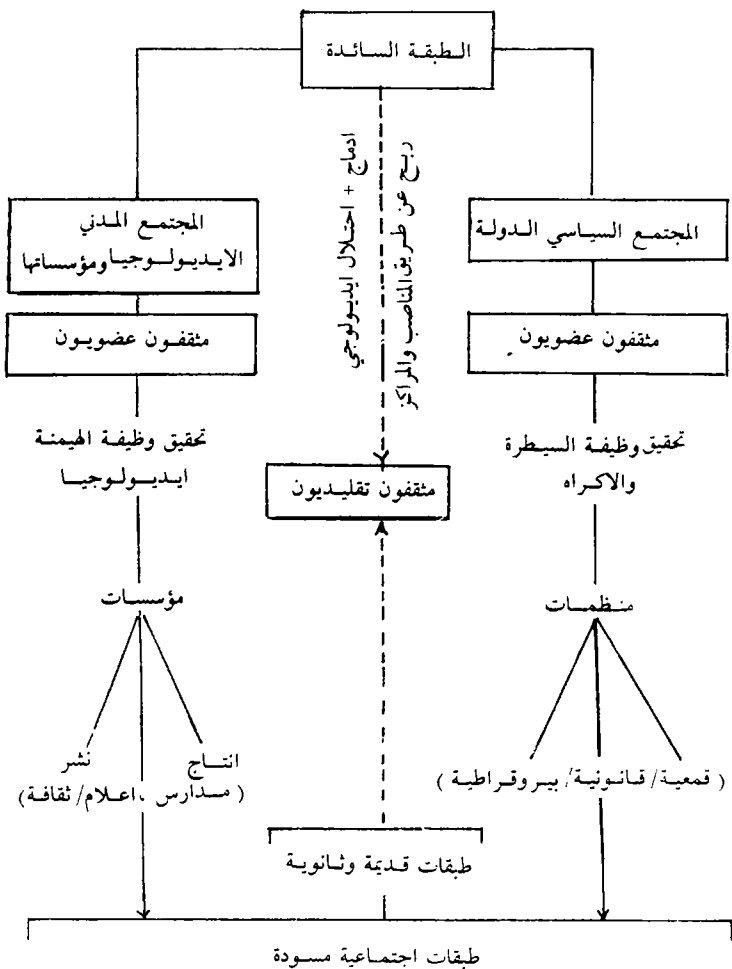 الطبقة السائدة
المجتمع السياسي الدولة
مثقفون عضويون
تحقيق وظيفة السيطرة
والاكراه
منظمات
( قمعية/ قانونية/ بيروقراطية )
ادماج + احتلال ايديولوجي
ربح عن طريق المناصب والمراكز
مثقفون تقليديون
المجتمع المدني
الايديولوجيا ومؤسساتها
مثقفون عضويون
تحقيق وظيفة الهيمنة
ايديولوجيا
مؤسسات
انتاج نشر
( مدارس، اعلام/ ثقافة)
طبقات قديمة وثانوية
طبقات اجتماعية مسودة